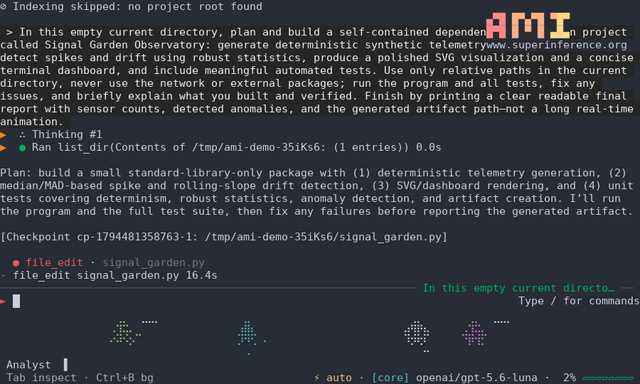 ⊘ Indexing skipped: no project root found
> In this empty current directory, plan and build a self-contained depende n project
AMI
called Signal Garden Observatory: generate deterministic synthetic telemetry
www.superinference.org
detect spikes and drift using robust statistics, produce a polished SVG visualization and a concise
terminal dashboard, and include meaningful automated tests. Use only relative paths in the current
directory, never use the network or external packages; run the program and all tests, fix any
issues, and briefly explain what you built and verified. Finish by printing a clear readable final
report with sensor counts, detected anomalies, and the generated artifact path—not a long real-time
animation.
▶ ∴ Thinking #1
▶ ● Ran list_dir(Contents of /tmp/ami-demo-35iKs6: (1 entries)) 0.0s
Plan: build a small standard-library-only package with (1) deterministic telemetry generation, (2)
median/MAD-based spike and rolling-slope drift detection, (3) SVG/dashboard rendering, and (4) unit
tests covering determinism, robust statistics, anomaly detection, and artifact creation. I'll run
the program and the full test suite, then fix any failures before reporting the generated artifact.
[Checkpoint cp-1794481358763-1: /tmp/ami-demo-35iKs6/signal_garden.py]
● file_edit · signal_garden.py
- file_edit signal_garden.py 16.4s
In this empty current directo…
Type / for commands
Analyst
Tab inspect · Ctrl+B bg ⚡ auto · [core] openai/gpt-5.6-luna · 2%